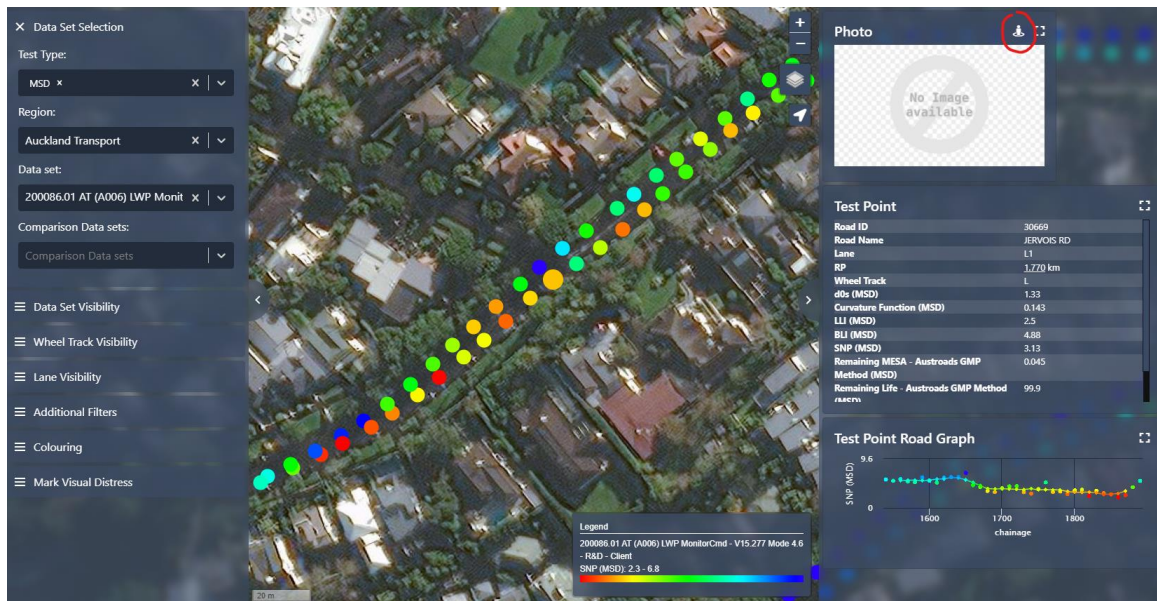 Data Set Selection
Test Type:
MSD
Region:
Auckland Transport
Data set:
200086.01 AT (A006) LWP Monit
Comparison Data sets:
Comparison Data sets
Data Set Visibility
Wheel Track Visibility
Lane Visibility
Additional Filters
Colouring
Mark Visual Distress
20 m
Legend
200086.01 AT (A006) LWP MonitorCmd - V15.277 Mode 4.6
- R&D - Client
SNP (MSD): 2.3 - 6.8
Photo
No Image
available
Test Point
Road ID 30669
Road Name JERVOIS RD
Lane L1
RP 1.770 km
Wheel Track L
d0s (MSD) 1.33
Curvature Function (MSD) 0.143
LLI (MSD) 2.5
BLI (MSD) 4.88
SNP (MSD) 3.13
Remaining MESA - Austroads GMP 0.045
Method (MSD)
Remaining Life - Austroads GMP Method 99.9
(MSD)
Test Point Road Graph
9.6
SNP (MSD)
0
1600 1700 1800
chainage